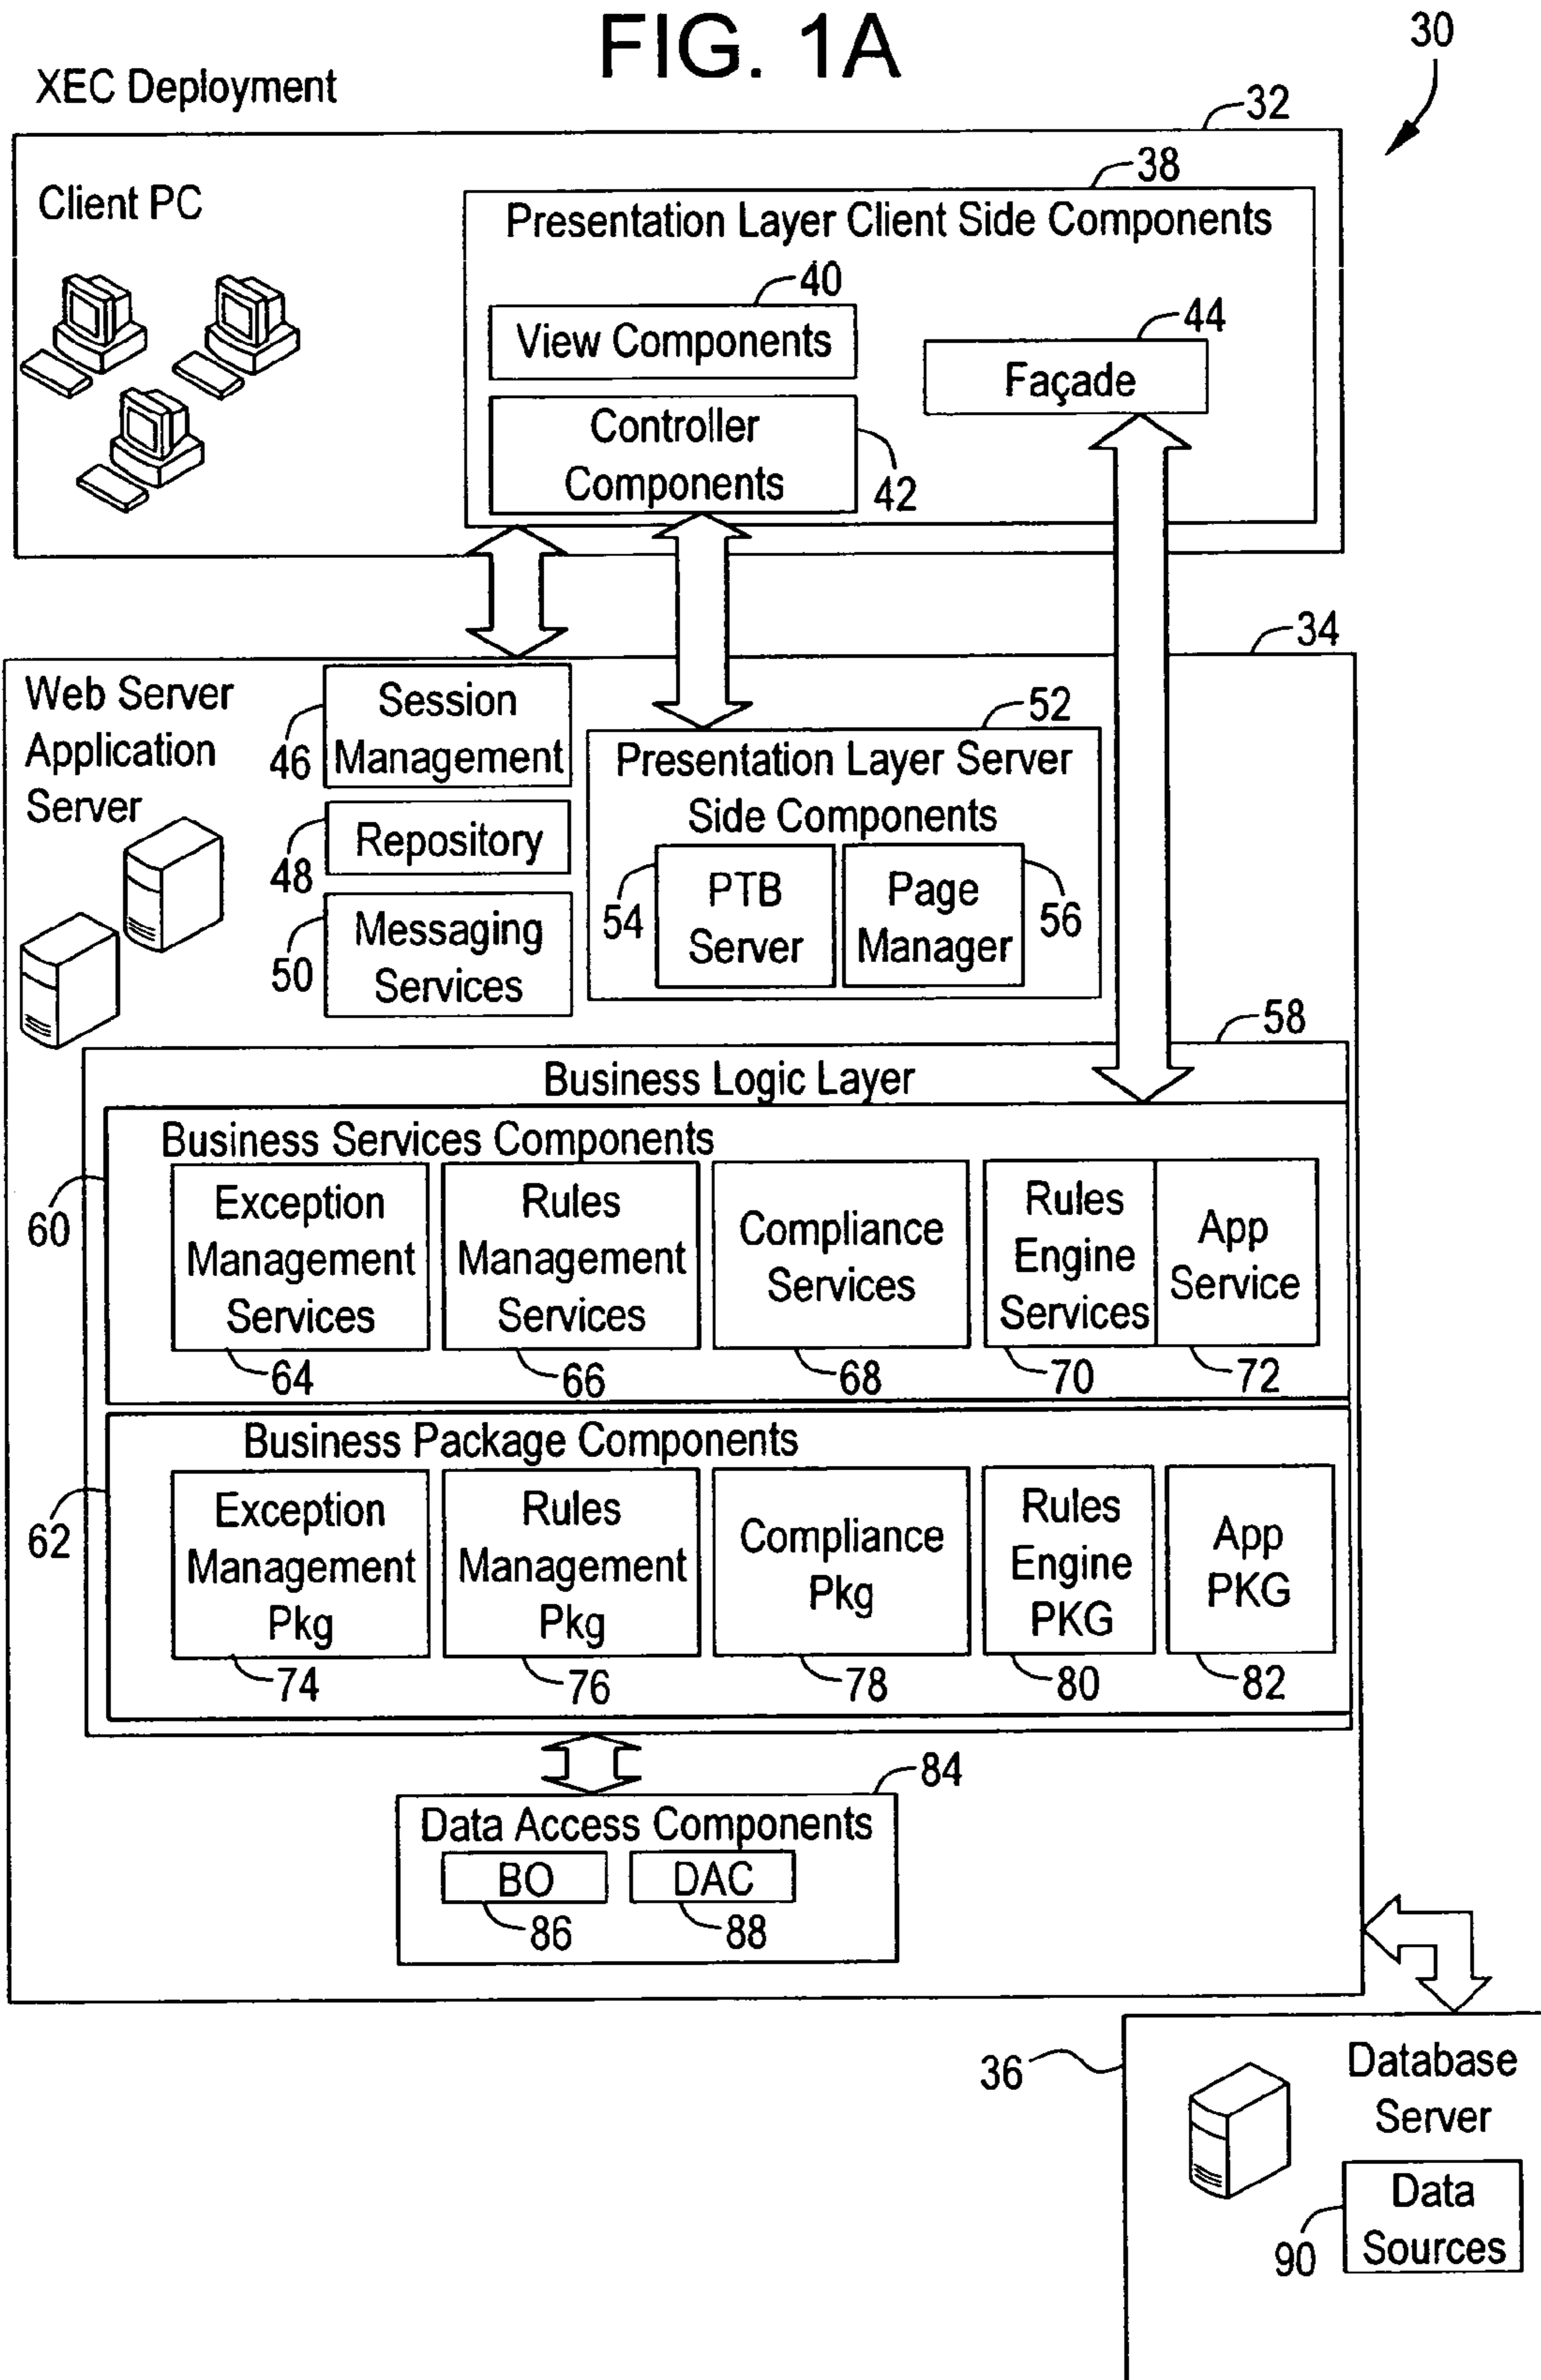 FIG. 1A
30
XEC Deployment
32
Client PC
38
Presentation Layer Client Side Components
40
View Components
44
Façade
Controller
Components
42
34
Web Server
Application
Server
Session
Management
46
Repository
48
Messaging
Services
50
52
Presentation Layer Server
Side Components
54
PTB
Server
Page
Manager
56
58
Business Logic Layer
Business Services Components
60
Exception
Management
Services
64
Rules
Management
Services
66
Compliance
Services
68
Rules
Engine
Services
70
App
Service
72
Business Package Components
62
Exception
Management
Pkg
74
Rules
Management
Pkg
76
Compliance
Pkg
78
Rules
Engine
PKG
80
App
PKG
82
84
Data Access Components
BO
86
DAC
88
36
Database
Server
Data
Sources
90